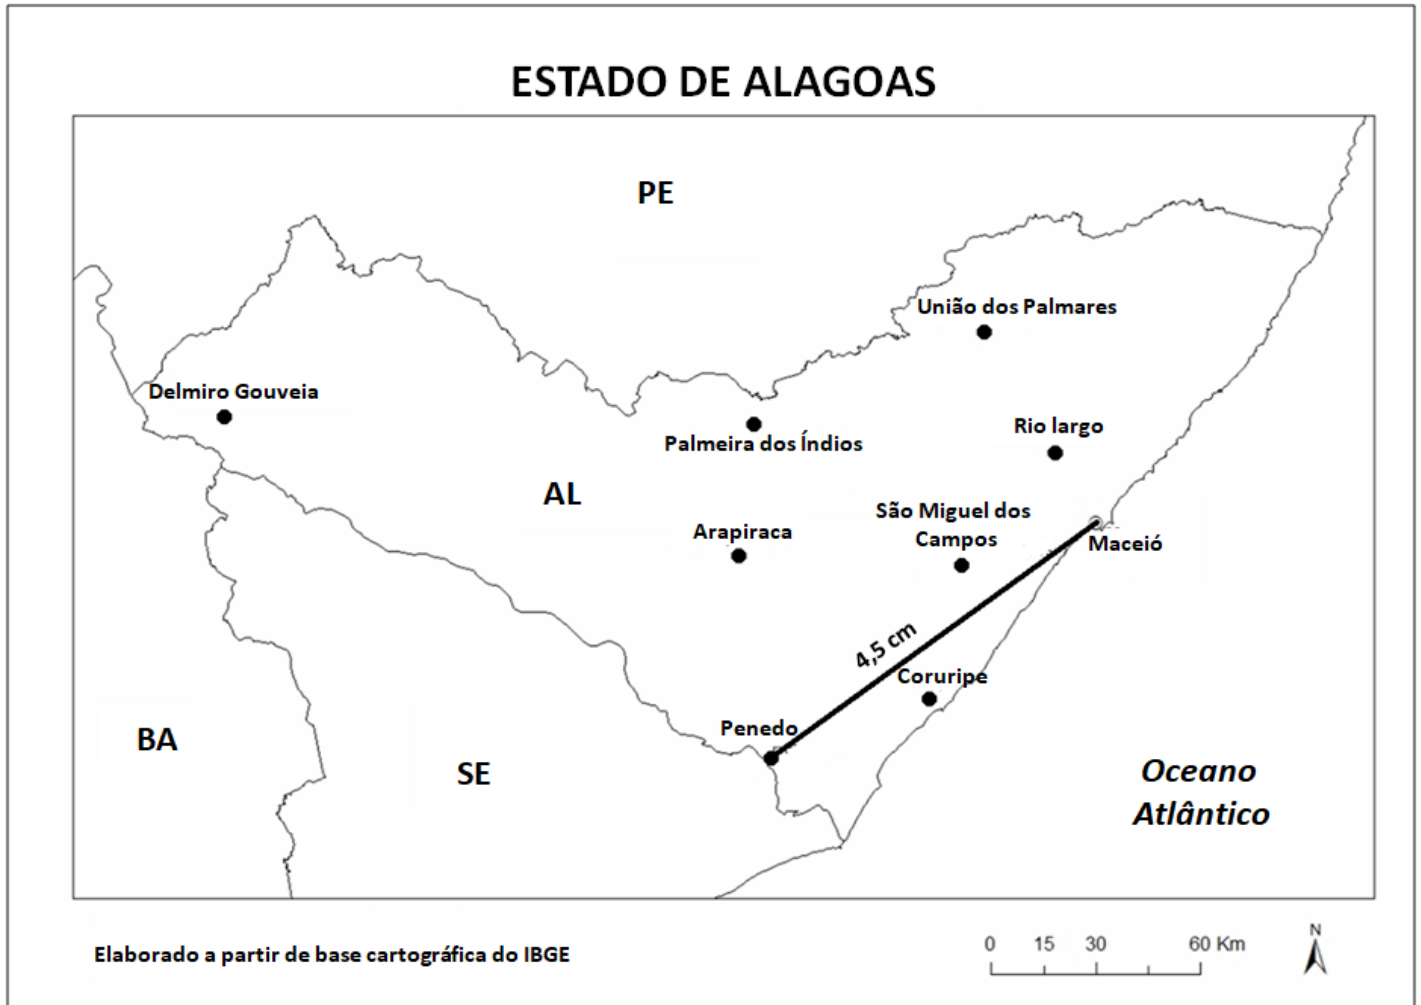 ESTADO DE ALAGOAS
PE
União dos Palmares
Delmiro Gouveia
Palmeira dos Índios
Rio largo
AL
São Miguel dos
Campos
Arapiraca
Maceió
4,5 cm
Coruripe
Penedo
BA
SE
Oceano
Atlântico
Elaborado a partir de base cartográfica do IBGE
0 15 30 60 Km
N